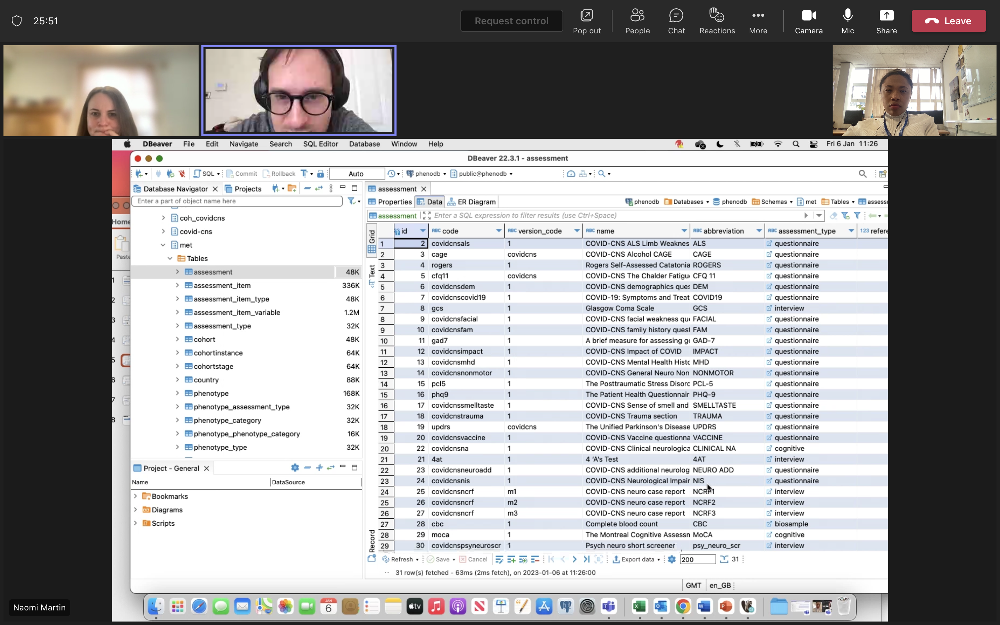 25:51
Request control
Pop out
People
Chat
Reactions
More
Camera
Mic
Share
Leave
DBeaver File Edit Navigate Search SQL Editor Database Window Help
Fri 6 Jan 11:26
DBeaver 22.3.1 - assessment
SQL Commit Rollback Auto phenodb public@phenodb
Database Navigator Projects
Enter a part of object name here
coh_covidcns
covid-cns
met
Tables
assessment 48K
assessment_item 336K
assessment_item_type 48K
assessment_item_variable 1.2M
assessment_type 32K
cohort 48K
cohortinstance 64K
cohortstage 64K
country 88K
phenotype 168K
phenotype_assessment_type 32K
phenotype_category 32K
phenotype_phenotype_category 16K
phenotype_type 32K
Project - General
Name DataSource
Bookmarks
Diagrams
Scripts
Home
Paste
1
2
3
4
5
6
7
8
assessment
Properties Data ER Diagram
phenodb Databases phenodb Schemas met Tables assess
assessment Enter a SQL expression to filter results (use Ctrl+Space)
Grid
Text
Record
id ABC code ABC version_code ABC name ABC abbreviation ABC assessment_type 123 refere
1 2 covidcnsals 1 COVID-CNS ALS Limb Weaknes ALS questionnaire
2 3 cage covidcns COVID-CNS Alcohol CAGE CAGE questionnaire
3 4 rogers 1 Rogers Self-Assessed Catatonia ROGERS questionnaire
4 5 cfq11 covidcns COVID-CNS The Chalder Fatigu CFQ 11 questionnaire
5 6 covidcnsdem 1 COVID-CNS demographics ques DEM questionnaire
6 7 covidcnscovid19 1 COVID-19: Symptoms and Treat COVID19 questionnaire
7 8 gcs 1 Glasgow Coma Scale GCS interview
8 9 covidcnsfacial 1 COVID-CNS facial weakness qu FACIAL questionnaire
9 10 covidcnsfam 1 COVID-CNS family history quest FAM questionnaire
10 11 gad7 1 A brief measure for assessing g GAD-7 questionnaire
11 12 covidcnsimpact 1 COVID-CNS Impact of COVID IMPACT questionnaire
12 13 covidcnsmhd 1 COVID-CNS Mental Health Histo MHD questionnaire
13 14 covidcnsnonmotor 1 COVID-CNS General Neuro Non NONMOTOR questionnaire
14 15 pcl5 1 The Posttraumatic Stress Disord PCL-5 questionnaire
15 16 phq9 1 The Patient Health Questionnair PHQ-9 questionnaire
16 17 covidcnssmelltaste 1 COVID-CNS Sense of smell and SMELLTASTE questionnaire
17 18 covidcnstrauma 1 COVID-CNS Trauma section TRAUMA questionnaire
18 19 updrs covidcns The Unified Parkinson's Disease UPDRS questionnaire
19 20 covidcnsvaccine 1 COVID-CNS Vaccine questionna VACCINE questionnaire
20 22 covidcnsna 1 COVID-CNS Clinical neurologica CLINICAL NA cognitive
21 21 4at 1 4 ‘A’s Test 4AT interview
22 23 covidcnsneuroadd 1 COVID-CNS additional neurolog NEURO ADD questionnaire
23 24 covidcnsnis 1 COVID-CNS Neurological Impair NIS questionnaire
24 25 covidcnsncrf m1 COVID-CNS neuro case report NCRF1 interview
25 26 covidcnsncrf m2 COVID-CNS neuro case report NCRF2 interview
26 27 covidcnsncrf m3 COVID-CNS neuro case report NCRF3 interview
27 28 cbc 1 Complete blood count CBC biosample
28 29 moca 1 The Montreal Cognitive Assessn MoCA cognitive
29 30 covidcnspsyneuroscr 1 Psych neuro short screener psy_neuro_scr interview
Refresh Save Cancel Export data 200 31
31 row(s) fetched - 63ms (2ms fetch), on 2023-01-06 at 11:26:00
GMT en_GB
Naomi Martin
JAN
6
tv